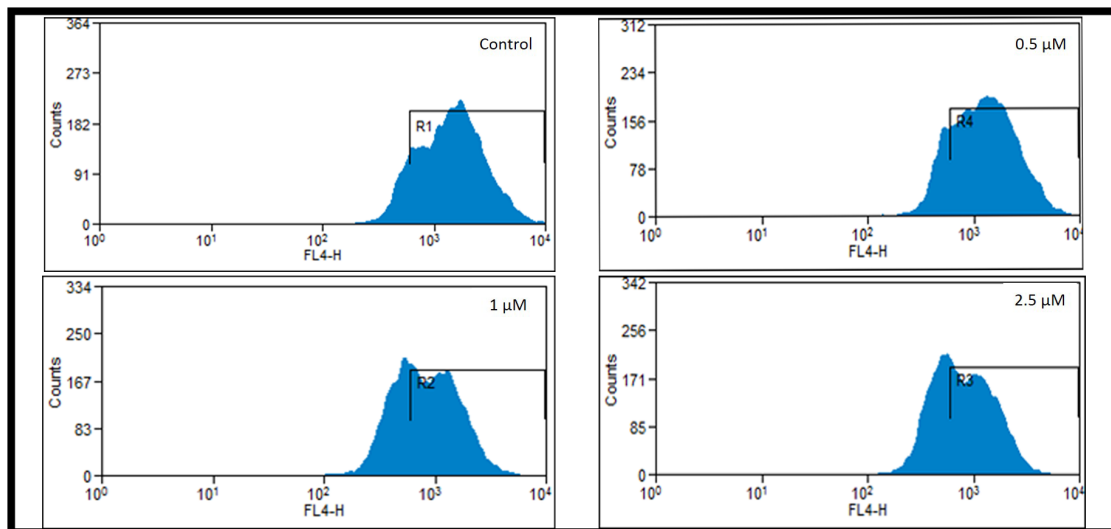 364
Control
273
Counts
182
R1
91
0
10⁰ 10¹ 10² 10³ 10⁴
FL4-H
312
0.5 µM
234
Counts
156
R4
78
0
10⁰ 10¹ 10² 10³ 10⁴
FL4-H
334
1 µM
250
Counts
167
R2
83
0
10⁰ 10¹ 10² 10³ 10⁴
FL4-H
342
2.5 µM
256
Counts
171
R3
85
0
10⁰ 10¹ 10² 10³ 10⁴
FL4-H